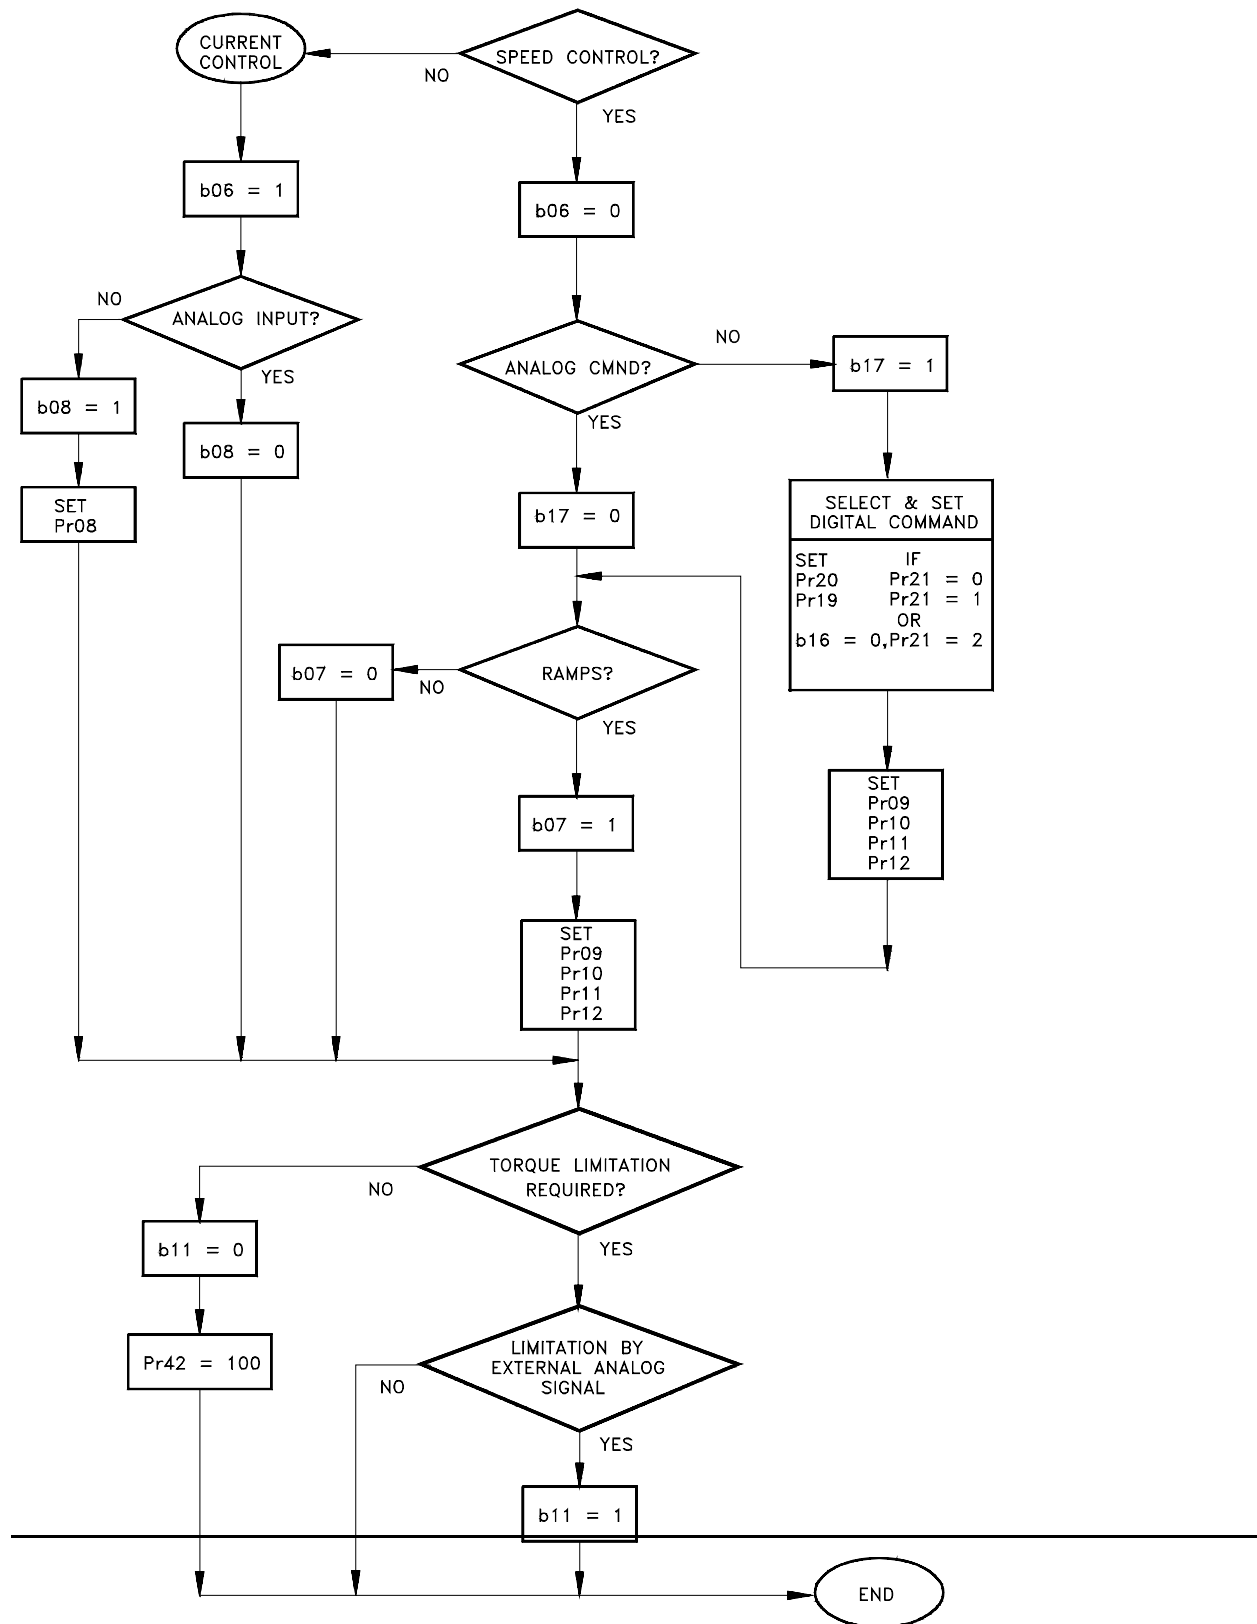 CURRENT
CONTROL
SPEED CONTROL?
NO
YES
b06 = 1
b06 = 0
NO
ANALOG INPUT?
YES
ANALOG CMND?
NO
YES
b17 = 1
b08 = 1
b08 = 0
SET
Pr08
b17 = 0
SELECT & SET
DIGITAL COMMAND
SET IF
Pr20 Pr21 = 0
Pr19 Pr21 = 1
OR
b16 = 0,Pr21 = 2
b07 = 0
NO
RAMPS?
YES
b07 = 1
SET
Pr09
Pr10
Pr11
Pr12
SET
Pr09
Pr10
Pr11
Pr12
TORQUE LIMITATION
REQUIRED?
NO
YES
b11 = 0
Pr42 = 100
LIMITATION BY
EXTERNAL ANALOG
SIGNAL
NO
YES
b11 = 1
END